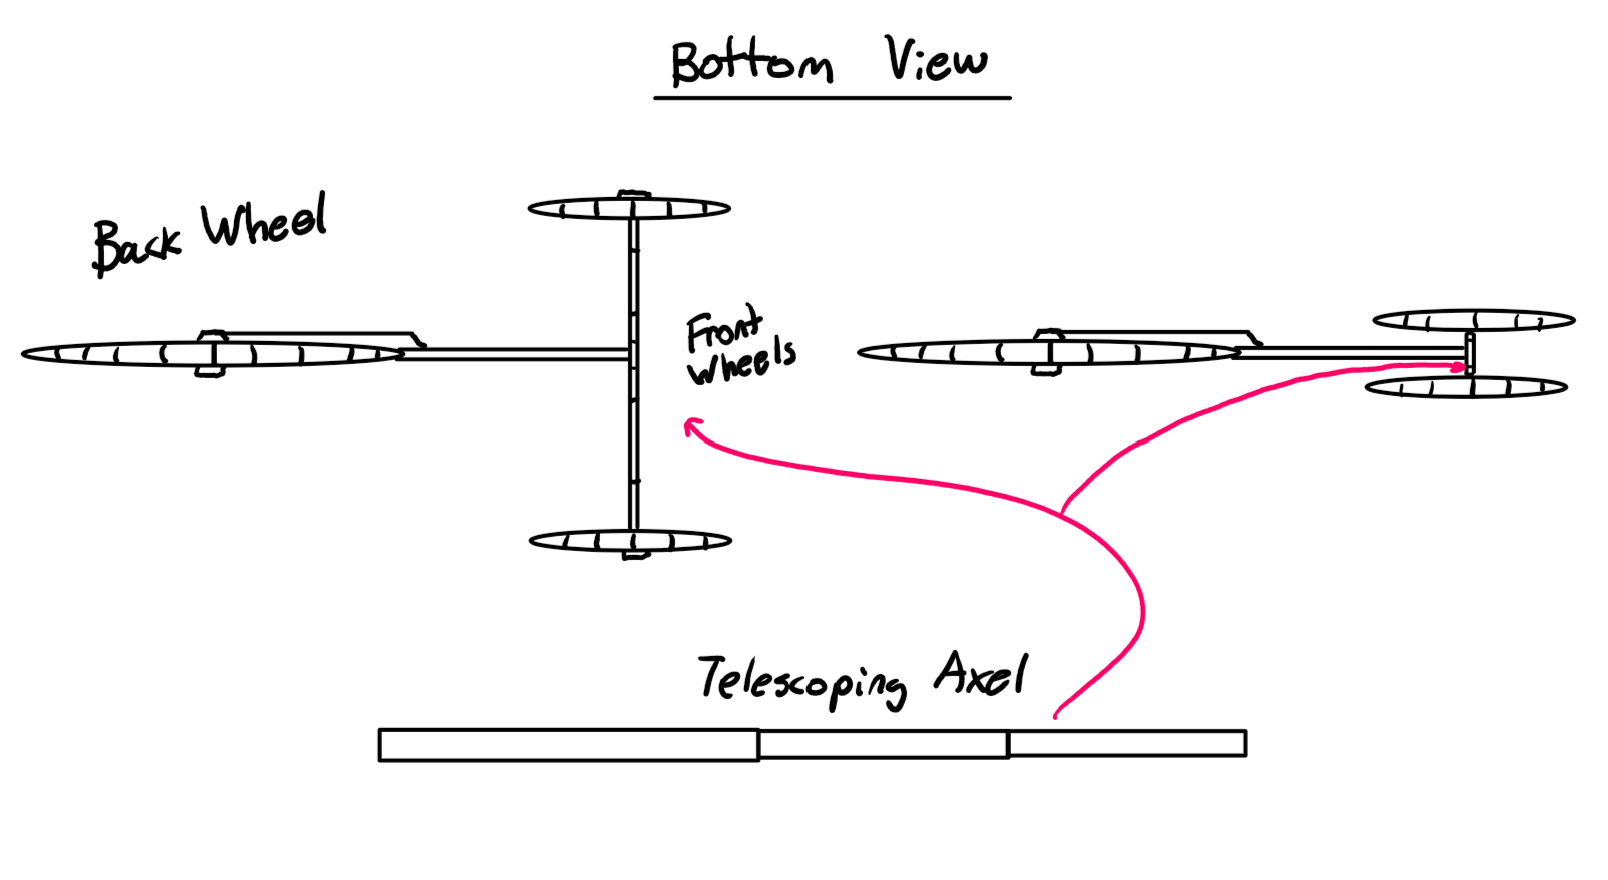 Bottom View
Back Wheel
Front
Wheels
Telescoping Axel